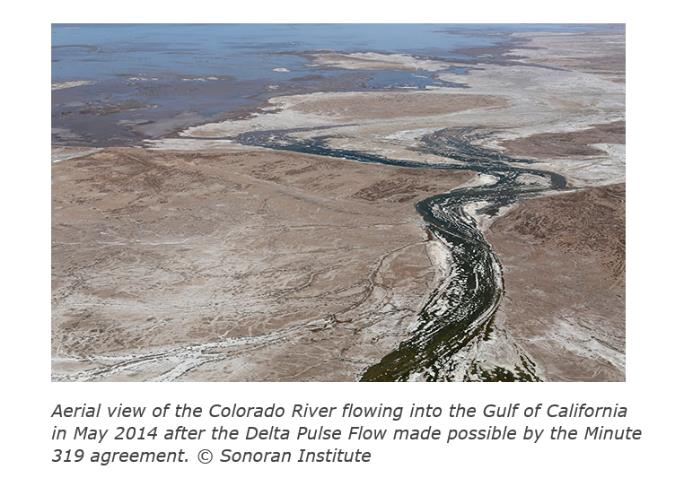 Aerial view of the Colorado River flowing into the Gulf of California
in May 2014 after the Delta Pulse Flow made possible by the Minute
319 agreement. © Sonoran Institute